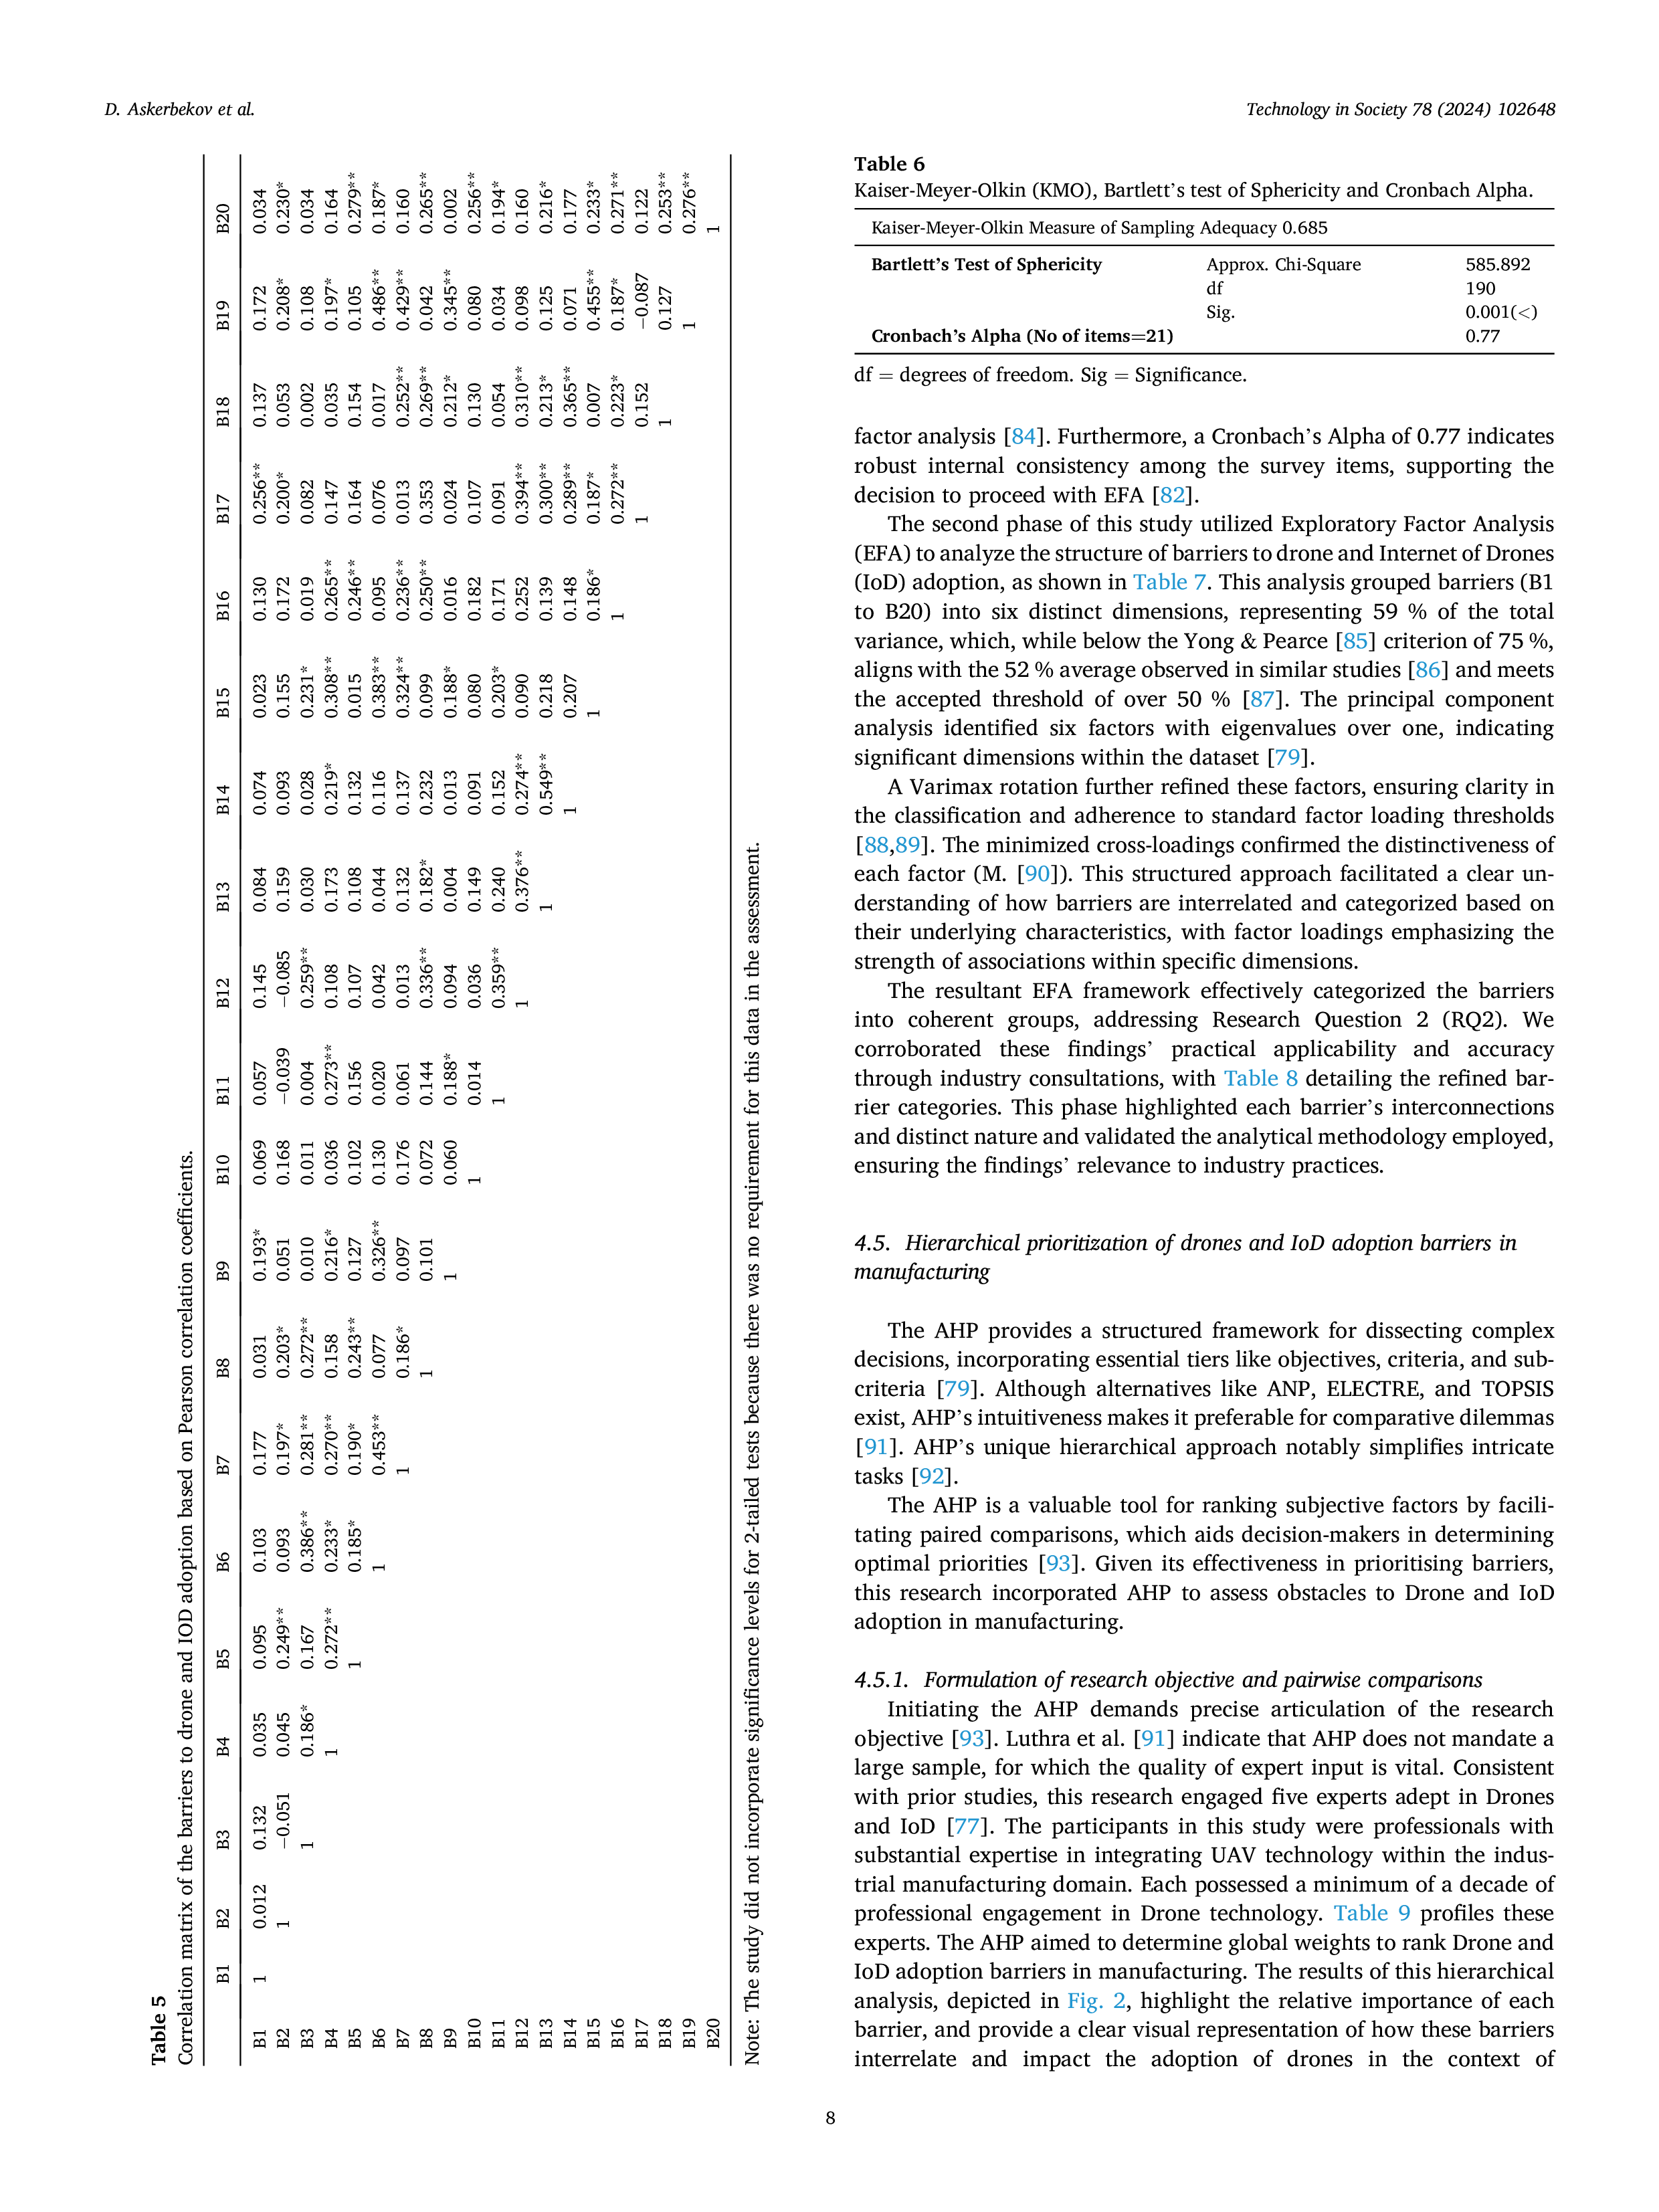 D. Askerbekov et al.
Technology in Society 78 (2024) 102648
Table 5
Correlation matrix of the barriers to drone and IOD adoption based on Pearson correlation coefficients.
B1 B2 B3 B4 B5 B6 B7 B8 B9 B10 B11 B12 B13 B14 B15 B16 B17 B18 B19 B20
B1 1 0.012 0.132 0.035 0.095 0.103 0.177 0.031 0.193* 0.069 0.057 0.145 0.084 0.074 0.023 0.130 0.256** 0.137 0.172 0.034
B2 1 −0.051 0.045 0.249** 0.093 0.197* 0.203* 0.051 0.168 −0.039 −0.085 0.159 0.093 0.155 0.172 0.200* 0.053 0.208* 0.230*
B3 1 0.186* 0.167 0.386** 0.281** 0.272** 0.010 0.011 0.004 0.259** 0.030 0.028 0.231* 0.019 0.082 0.002 0.108 0.034
B4 1 0.272** 0.233* 0.270** 0.158 0.216* 0.036 0.273** 0.108 0.173 0.219* 0.308** 0.265** 0.147 0.035 0.197* 0.164
B5 1 0.185* 0.190* 0.243** 0.127 0.102 0.156 0.107 0.108 0.132 0.015 0.246** 0.164 0.154 0.105 0.279**
B6 1 0.453** 0.077 0.326** 0.130 0.020 0.042 0.044 0.116 0.383** 0.095 0.076 0.017 0.486** 0.187*
B7 1 0.186* 0.097 0.176 0.061 0.013 0.132 0.137 0.324** 0.236** 0.013 0.252** 0.429** 0.160
B8 1 0.101 0.072 0.144 0.336** 0.182* 0.232 0.099 0.250** 0.353 0.269** 0.042 0.265**
B9 1 0.060 0.188* 0.094 0.004 0.013 0.188* 0.016 0.024 0.212* 0.345** 0.002
B10 1 0.014 0.036 0.149 0.091 0.080 0.182 0.107 0.130 0.080 0.256**
B11 1 0.359** 0.240 0.152 0.203* 0.171 0.091 0.054 0.034 0.194*
B12 1 0.376** 0.274** 0.090 0.252 0.394** 0.310** 0.098 0.160
B13 1 0.549** 0.218 0.139 0.300** 0.213* 0.125 0.216*
B14 1 0.207 0.148 0.289** 0.365** 0.071 0.177
B15 1 0.186* 0.187* 0.007 0.455** 0.233*
B16 1 0.272** 0.223* 0.187* 0.271**
B17 1 0.152 −0.087 0.122
B18 1 0.127 0.253**
B19 1 0.276**
B20 1
Note: The study did not incorporate significance levels for 2-tailed tests because there was no requirement for this data in the assessment.
Table 6
Kaiser-Meyer-Olkin (KMO), Bartlett's test of Sphericity and Cronbach Alpha.
Kaiser-Meyer-Olkin Measure of Sampling Adequacy 0.685
Bartlett's Test of Sphericity Approx. Chi-Square 585.892
df 190
Sig. 0.001(<)
Cronbach's Alpha (No of items=21) 0.77
df = degrees of freedom. Sig = Significance.
factor analysis [84]. Furthermore, a Cronbach's Alpha of 0.77 indicates
robust internal consistency among the survey items, supporting the
decision to proceed with EFA [82].
The second phase of this study utilized Exploratory Factor Analysis
(EFA) to analyze the structure of barriers to drone and Internet of Drones
(IoD) adoption, as shown in Table 7. This analysis grouped barriers (B1
to B20) into six distinct dimensions, representing 59 % of the total
variance, which, while below the Yong & Pearce [85] criterion of 75 %,
aligns with the 52 % average observed in similar studies [86] and meets
the accepted threshold of over 50 % [87]. The principal component
analysis identified six factors with eigenvalues over one, indicating
significant dimensions within the dataset [79].
A Varimax rotation further refined these factors, ensuring clarity in
the classification and adherence to standard factor loading thresholds
[88,89]. The minimized cross-loadings confirmed the distinctiveness of
each factor (M. [90]). This structured approach facilitated a clear un-
derstanding of how barriers are interrelated and categorized based on
their underlying characteristics, with factor loadings emphasizing the
strength of associations within specific dimensions.
The resultant EFA framework effectively categorized the barriers
into coherent groups, addressing Research Question 2 (RQ2). We
corroborated these findings' practical applicability and accuracy
through industry consultations, with Table 8 detailing the refined bar-
rier categories. This phase highlighted each barrier's interconnections
and distinct nature and validated the analytical methodology employed,
ensuring the findings' relevance to industry practices.
4.5. Hierarchical prioritization of drones and IoD adoption barriers in
manufacturing
The AHP provides a structured framework for dissecting complex
decisions, incorporating essential tiers like objectives, criteria, and sub-
criteria [79]. Although alternatives like ANP, ELECTRE, and TOPSIS
exist, AHP's intuitiveness makes it preferable for comparative dilemmas
[91]. AHP's unique hierarchical approach notably simplifies intricate
tasks [92].
The AHP is a valuable tool for ranking subjective factors by facili-
tating paired comparisons, which aids decision-makers in determining
optimal priorities [93]. Given its effectiveness in prioritising barriers,
this research incorporated AHP to assess obstacles to Drone and IoD
adoption in manufacturing.
4.5.1. Formulation of research objective and pairwise comparisons
Initiating the AHP demands precise articulation of the research
objective [93]. Luthra et al. [91] indicate that AHP does not mandate a
large sample, for which the quality of expert input is vital. Consistent
with prior studies, this research engaged five experts adept in Drones
and IoD [77]. The participants in this study were professionals with
substantial expertise in integrating UAV technology within the indus-
trial manufacturing domain. Each possessed a minimum of a decade of
professional engagement in Drone technology. Table 9 profiles these
experts. The AHP aimed to determine global weights to rank Drone and
IoD adoption barriers in manufacturing. The results of this hierarchical
analysis, depicted in Fig. 2, highlight the relative importance of each
barrier, and provide a clear visual representation of how these barriers
interrelate and impact the adoption of drones in the context of
8